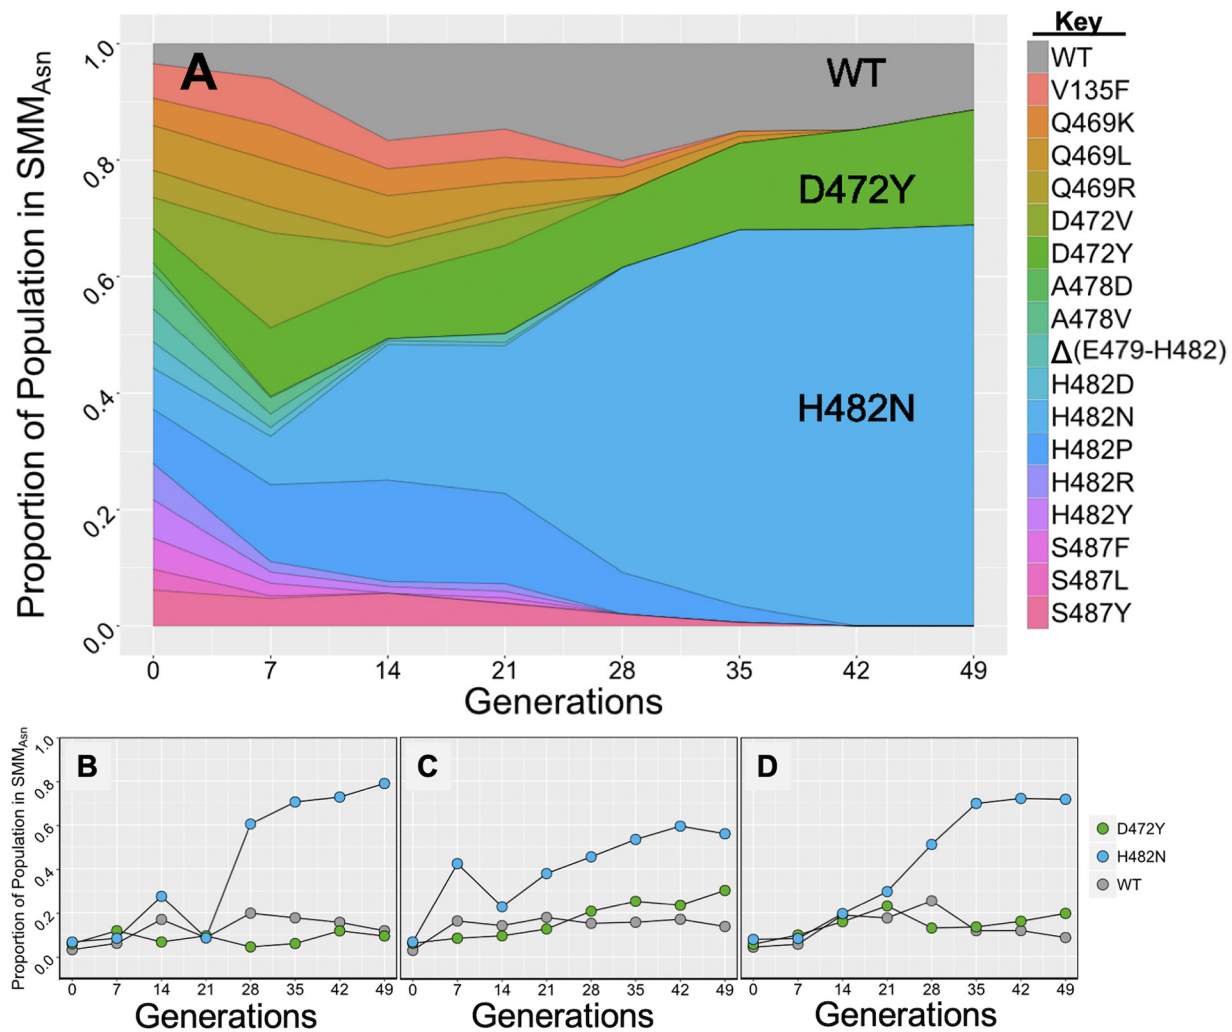 A
WT
D472Y
H482N
Proportion of Population in SMM_Asn
1.0
0.8
0.6
0.4
0.2
0.0
0 7 14 21 28 35 42 49
Generations
Key
WT
V135F
Q469K
Q469L
Q469R
D472V
D472Y
A478D
A478V
Δ(E479-H482)
H482D
H482N
H482P
H482R
H482Y
S487F
S487L
S487Y
Proportion of Population in SMM_Asn
1.0
0.8
0.6
0.4
0.2
0.0
B
0 7 14 21 28 35 42 49
Generations
C
0 7 14 21 28 35 42 49
Generations
D
0 7 14 21 28 35 42 49
Generations
D472Y
H482N
WT